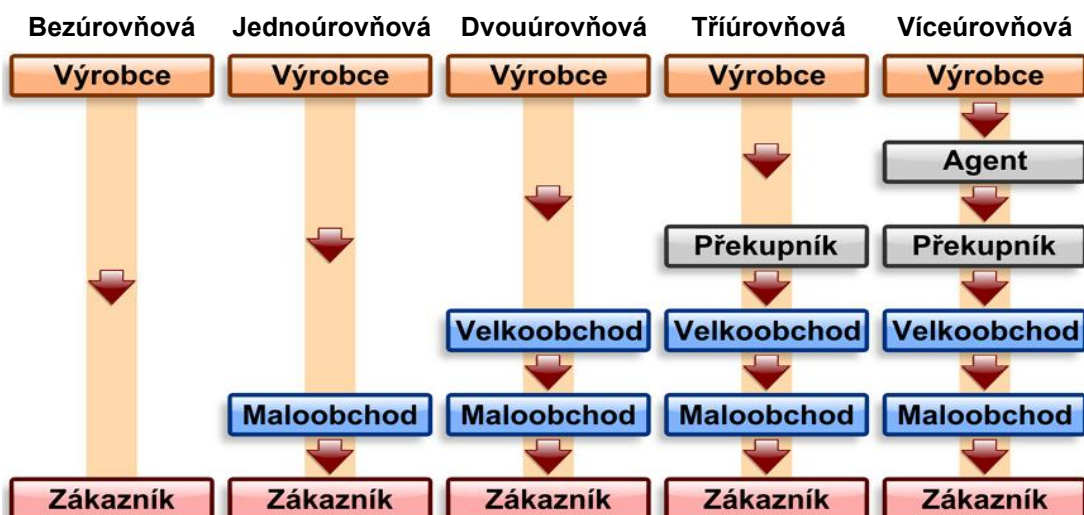 Bezúrovňová Jednoúrovňová Dvouúrovňová Tříúrovňová Víceúrovňová
Výrobce Výrobce Výrobce Výrobce Výrobce
Agent
Překupník Překupník
Velkoobchod Velkoobchod Velkoobchod
Maloobchod Maloobchod Maloobchod Maloobchod
Zákazník Zákazník Zákazník Zákazník Zákazník